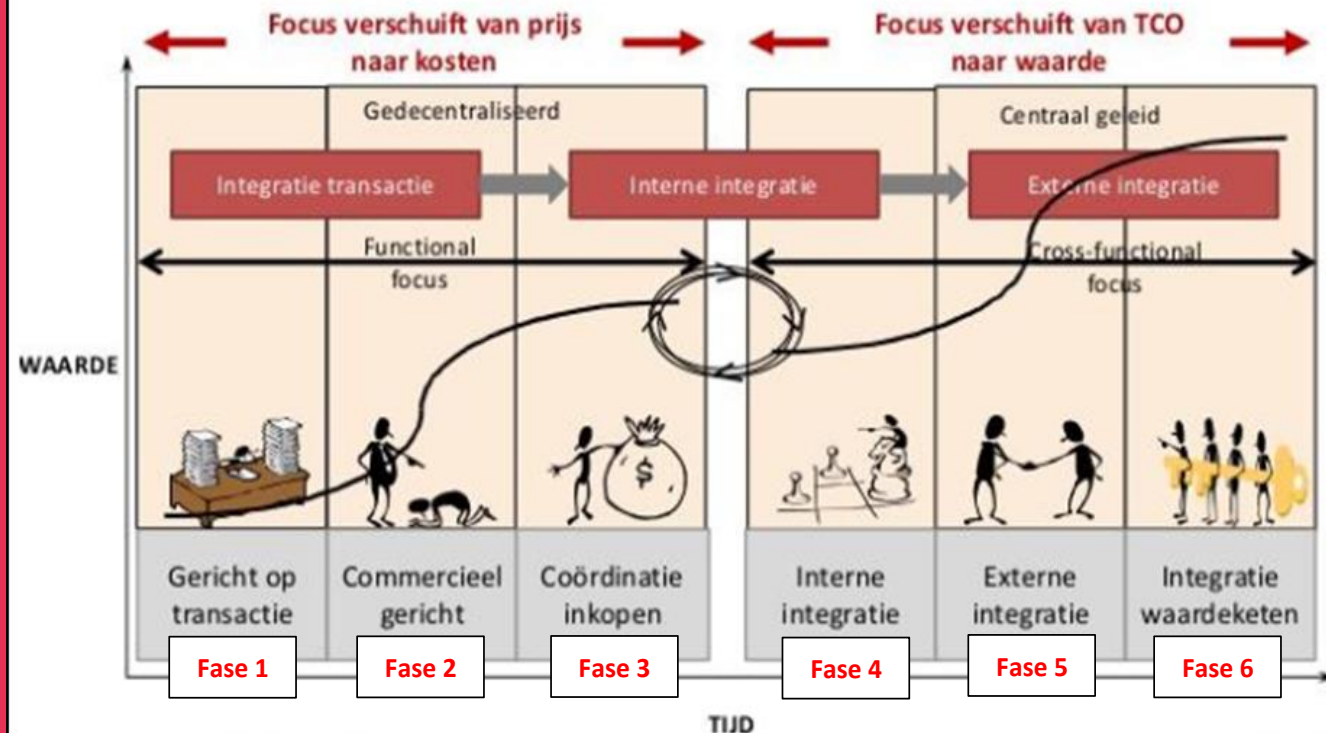 Focus verschuift van prijs
naar kosten
Focus verschuift van TCO
naar waarde
Gedecentraliseerd
Centraal geleid
Integratie transactie
Interne integratie
Externe integratie
Functional
focus
Cross-functional
focus
WAARDE
$
Gericht op
transactie
Commercieel
gericht
Coördinatie
inkopen
Interne
integratie
Externe
integratie
Integratie
waardeketen
Fase 1
Fase 2
Fase 3
Fase 4
Fase 5
Fase 6
TIJD